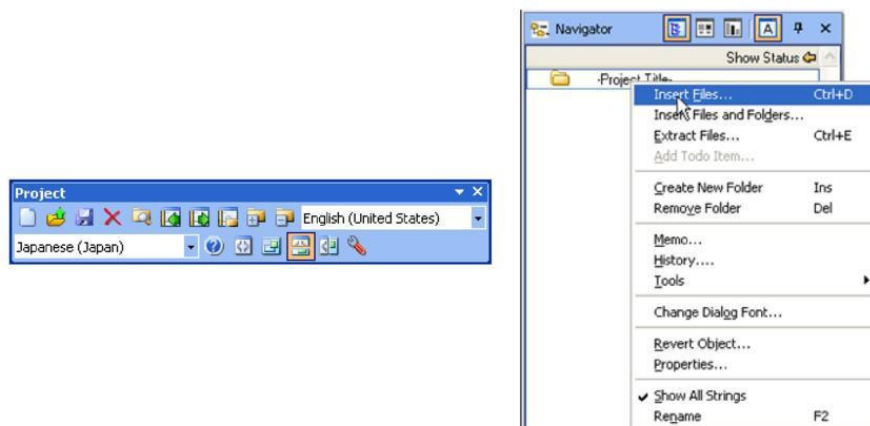 Project
English (United States)
Japanese (Japan)
Navigator
A
Show Status
-Project Title-
Insert Files... Ctrl+D
Insert Files and Folders...
Extract Files... Ctrl+E
Add Todo Item...
Create New Folder Ins
Remove Folder Del
Memo...
History....
Tools
Change Dialog Font...
Revert Object...
Properties...
Show All Strings
Rename F2